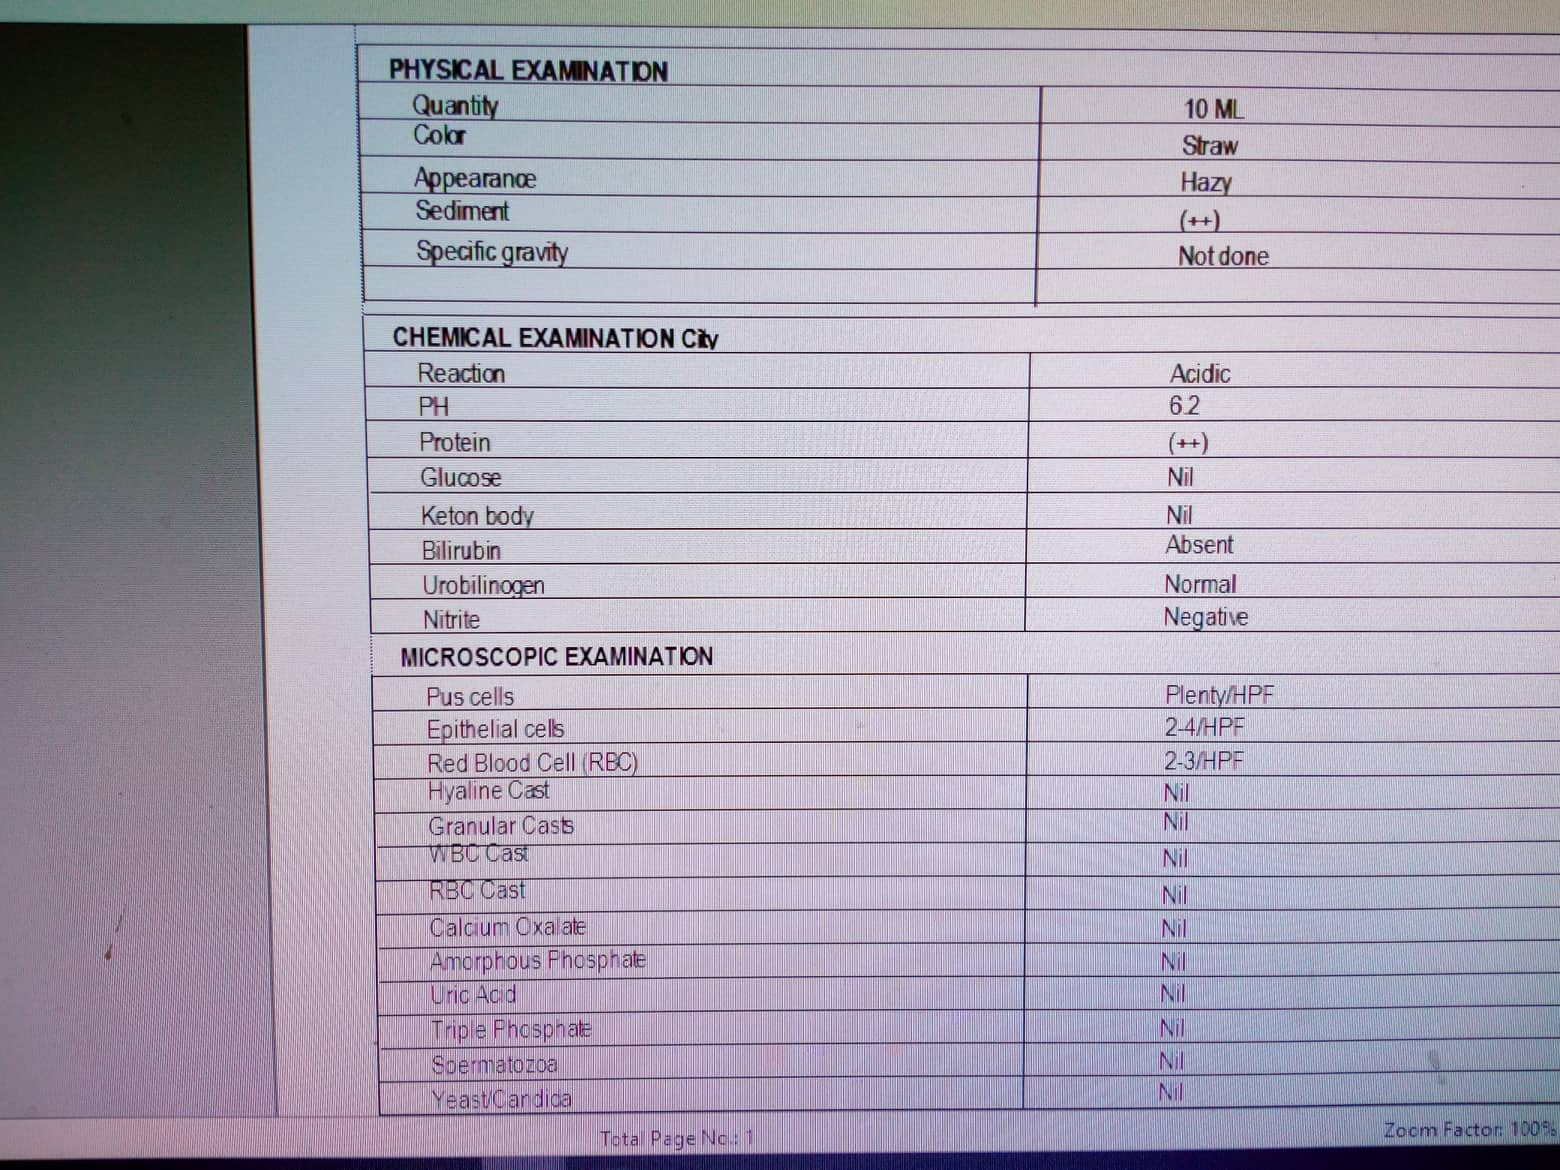 PHYSICAL EXAMINATION
Quantity 10 ML
Color Straw
Appearance Hazy
Sediment (++)
Specific gravity Not done
CHEMICAL EXAMINATION City
Reaction Acidic
PH 6.2
Protein (++)
Glucose Nil
Keton body Nil
Bilirubin Absent
Urobilinogen Normal
Nitrite Negative
MICROSCOPIC EXAMINATION
Pus cells Plenty/HPF
Epithelial cells 2-4/HPF
Red Blood Cell (RBC) 2-3/HPF
Hyaline Cast Nil
Granular Casts Nil
WBC Cast Nil
RBC Cast Nil
Calcium Oxalate Nil
Amorphous Phosphate Nil
Uric Acid Nil
Triple Phosphate Nil
Spermatozoa Nil
Yeast/Candida Nil
Total Page No.: 1 Zoom Factor: 100%